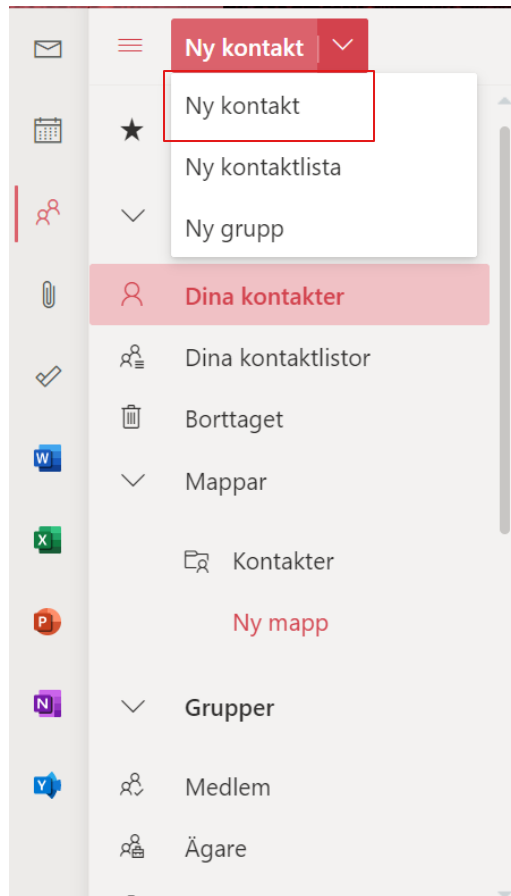 Ny kontakt
Ny kontakt
Ny kontaktlista
Ny grupp
Dina kontakter
Dina kontaktlistor
Borttaget
Mappar
Kontakter
Ny mapp
Grupper
Medlem
Ägare